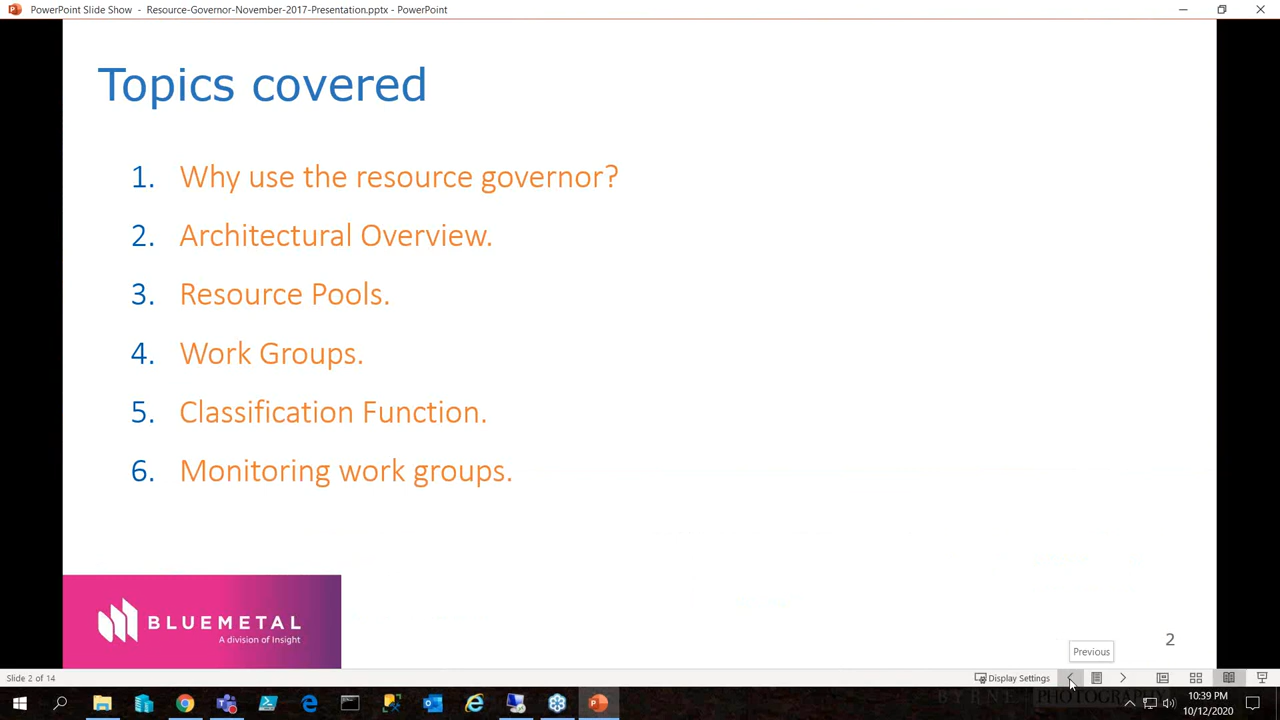 PowerPoint Slide Show - Resource-Governor-November-2017-Presentation.pptx - PowerPoint
Topics covered
1. Why use the resource governor?
2. Architectural Overview.
3. Resource Pools.
4. Work Groups.
5. Classification Function.
6. Monitoring work groups.
BLUEMETAL
A division of Insight
2
Previous
Slide 2 of 14
Display Settings
BYRNE PHOTOGRAPHY
10:39 PM
10/12/2020